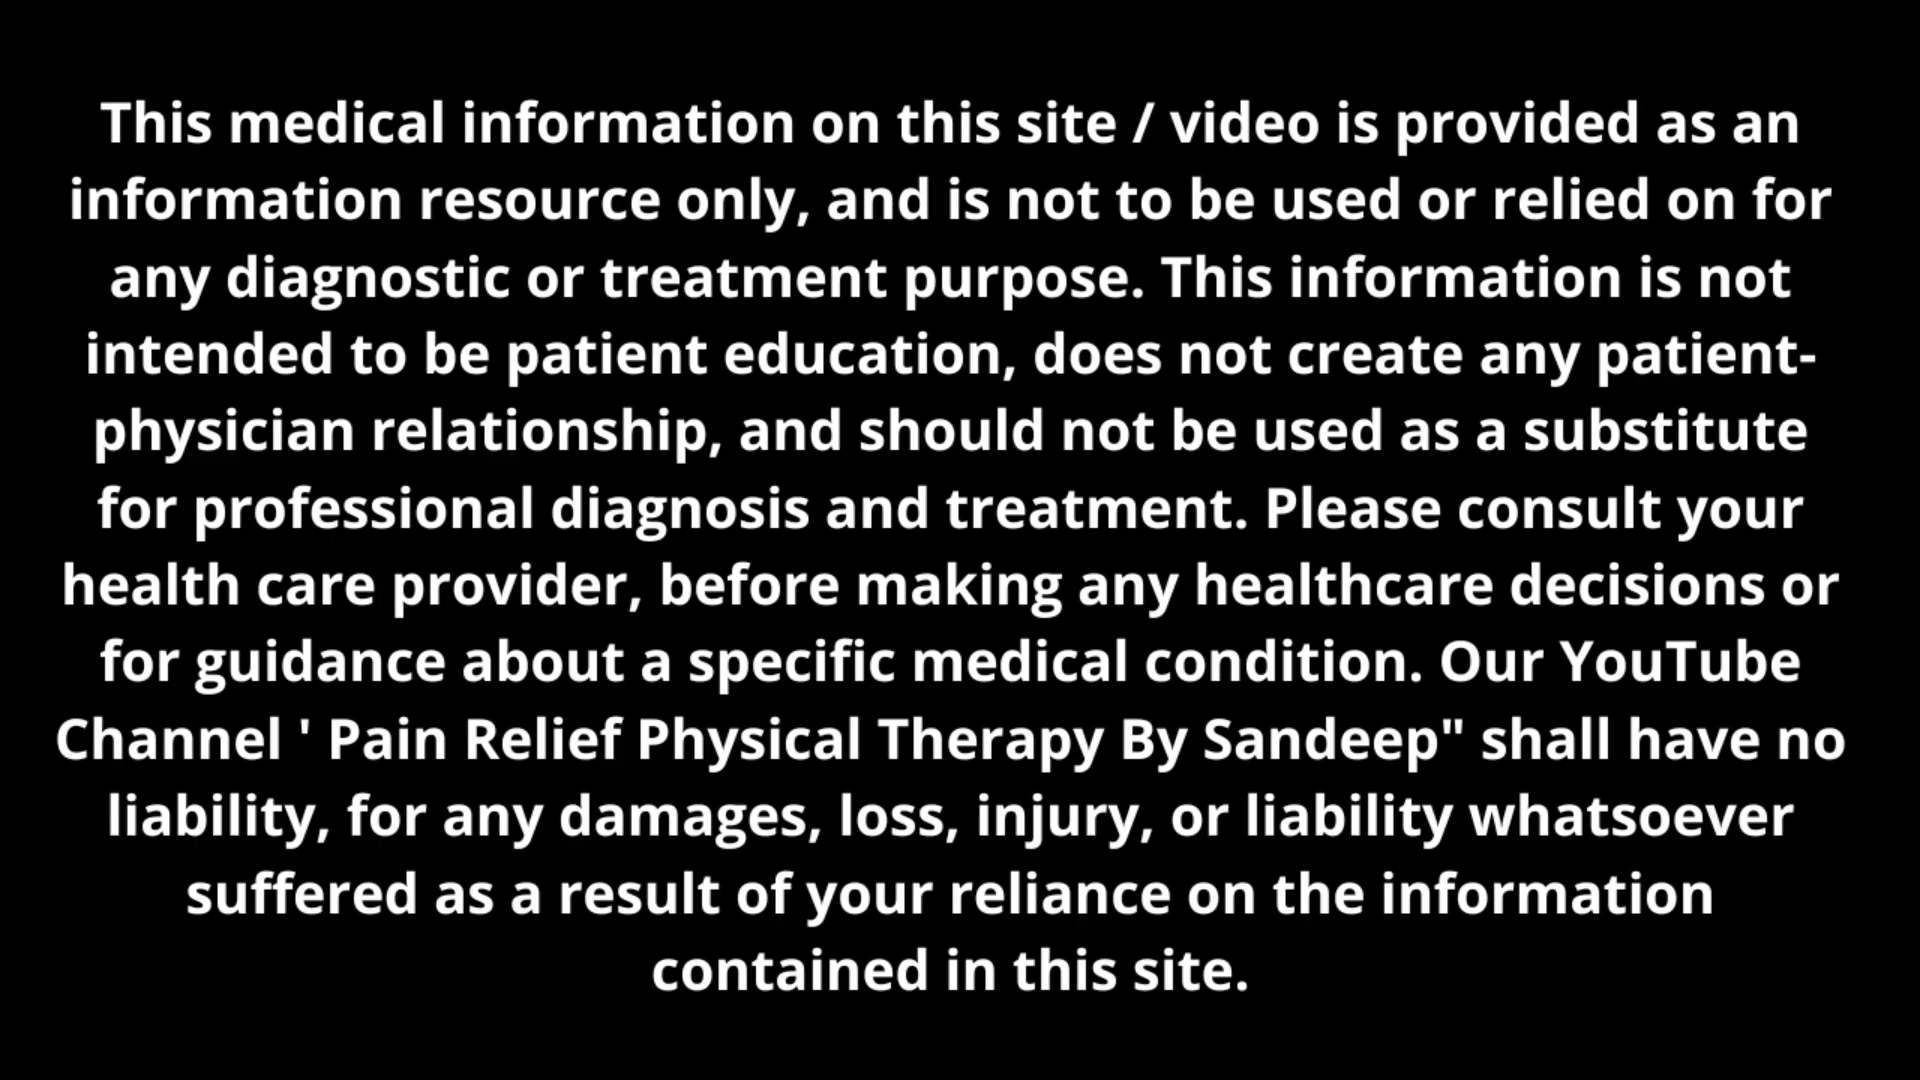 This medical information on this site / video is provided as an
information resource only, and is not to be used or relied on for
any diagnostic or treatment purpose. This information is not
intended to be patient education, does not create any patient-
physician relationship, and should not be used as a substitute
for professional diagnosis and treatment. Please consult your
health care provider, before making any healthcare decisions or
for guidance about a specific medical condition. Our YouTube
Channel ' Pain Relief Physical Therapy By Sandeep" shall have no
liability, for any damages, loss, injury, or liability whatsoever
suffered as a result of your reliance on the information
contained in this site.